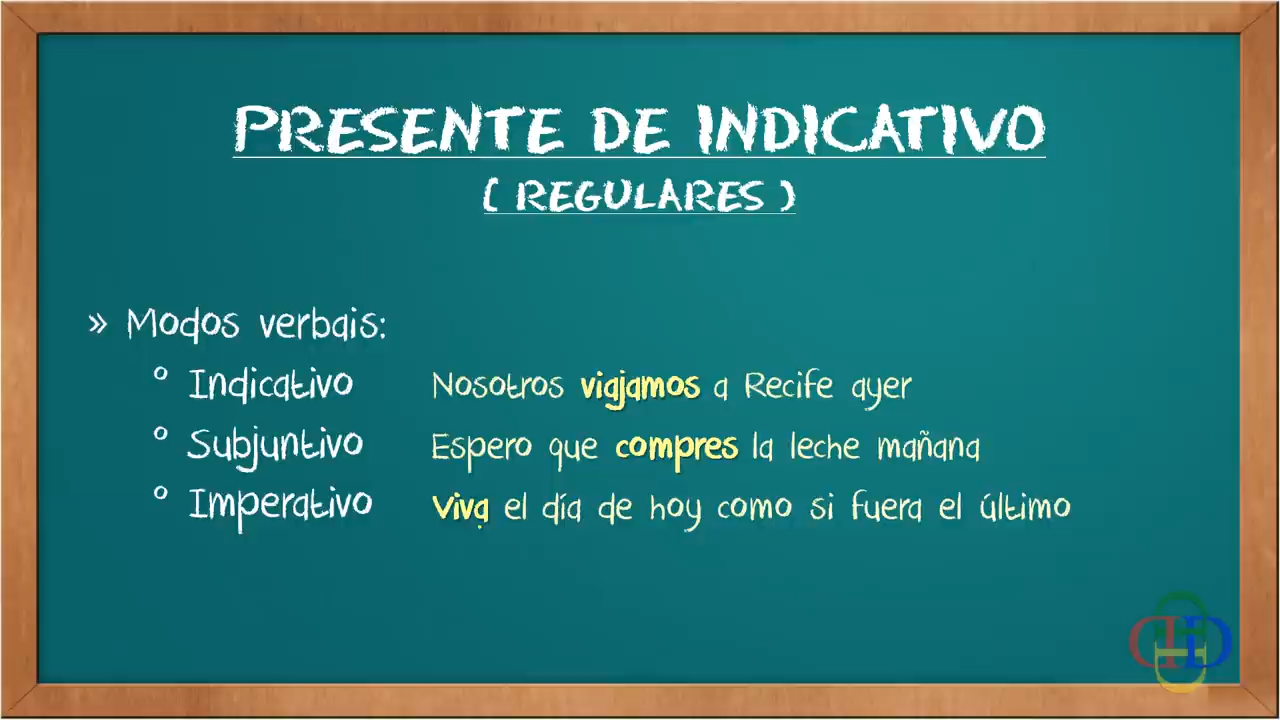 PRESENTE DE INDICATIVO
( REGULARES )
» Modos verbais:
° Indicativo Nosotros viajamos a Recife ayer
° Subjuntivo Espero que compres la leche mañana
° Imperativo Viva el día de hoy como si fuera el último